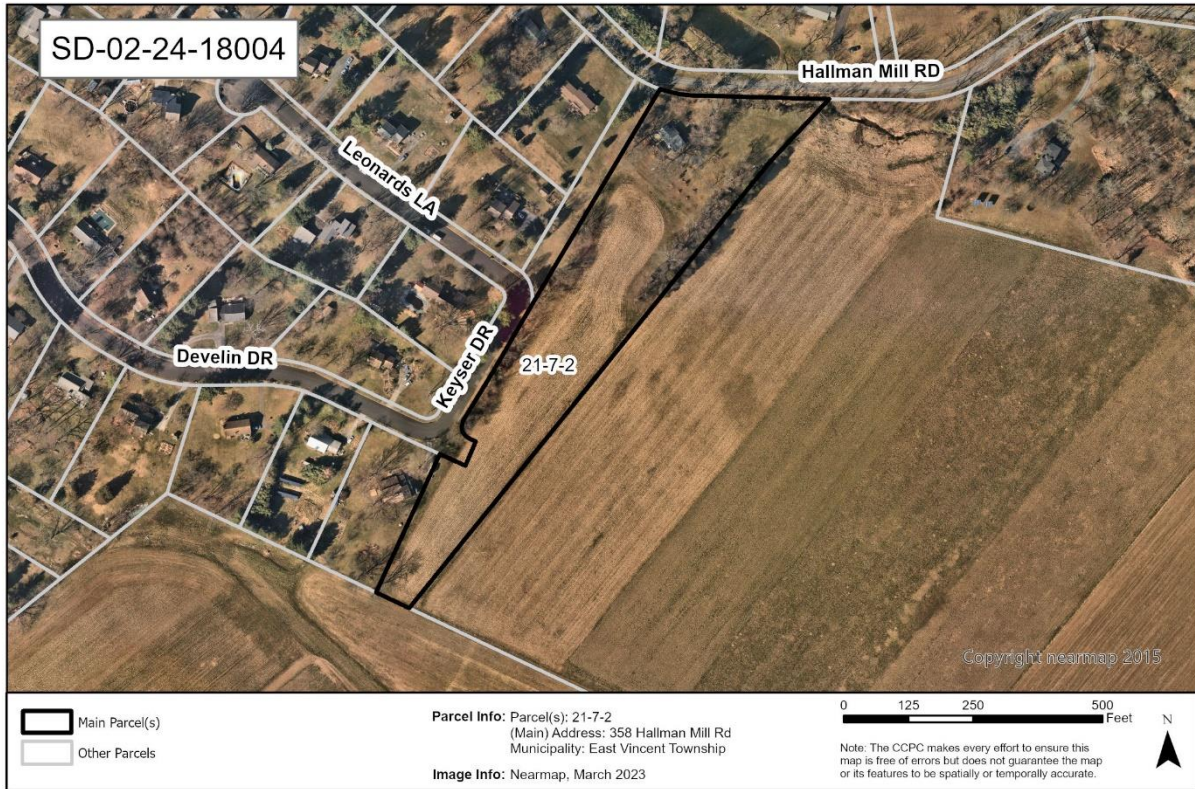 SD-02-24-18004
Hallman Mill RD
Leonards LA
Keyser DR
Develin DR
21-7-2
Copyright nearmap 2015
Main Parcel(s)
Other Parcels
Parcel Info: Parcel(s): 21-7-2
(Main) Address: 358 Hallman Mill Rd
Municipality: East Vincent Township
Image Info: Nearmap, March 2023
0 125 250 500
Feet
N
Note: The CCPC makes every effort to ensure this
map is free of errors but does not guarantee the map
or its features to be spatially or temporally accurate.